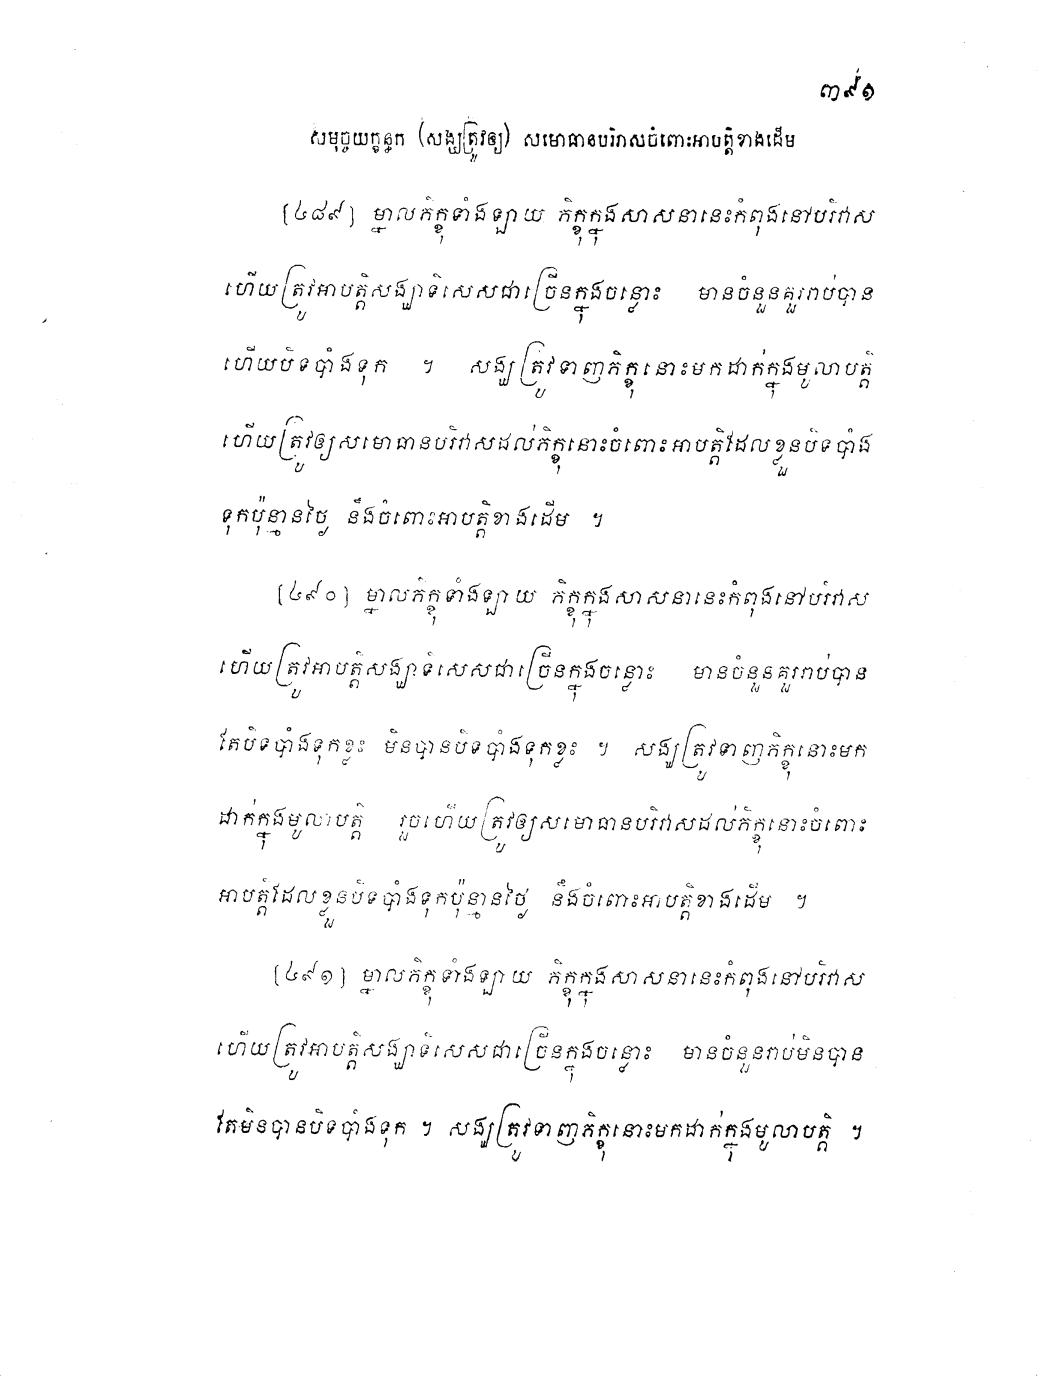 ៣៩១
សមុច្ចយក្ខន្ធក (សង្ឃត្រូវឲ្យ) សមោធានបរិវាសចំពោះអាបត្តិខាងដើម
[៤៨៩] ម្នាលភិក្ខុទាំងឡាយ ភិក្ខុក្នុងសាសនានេះកំពុងនៅបរិវាស
ហើយត្រូវអាបត្តិសង្ឃាទិសេសជាច្រើនក្នុងចន្លោះ មានចំនួនគួររាប់បាន
ហើយបិទបាំងទុក ។ សង្ឃត្រូវទាញភិក្ខុនោះមកដាក់ក្នុងមូលាបត្តិ
ហើយត្រូវឲ្យសមោធានបរិវាសដល់ភិក្ខុនោះចំពោះអាបត្តិដែលខ្លួនបិទបាំង
ទុកប៉ុន្មានថ្ងៃ នឹងចំពោះអាបត្តិខាងដើម ។
[៤៩០] ម្នាលភិក្ខុទាំងឡាយ ភិក្ខុក្នុងសាសនានេះកំពុងនៅបរិវាស
ហើយត្រូវអាបត្តិសង្ឃាទិសេសជាច្រើនក្នុងចន្លោះ មានចំនួនគួររាប់បាន
តែបិទបាំងទុកខ្លះ មិនបានបិទបាំងទុកខ្លះ ។ សង្ឃត្រូវទាញភិក្ខុនោះមក
ដាក់ក្នុងមូលាបត្តិ រួចហើយត្រូវឲ្យសមោធានបរិវាសដល់ភិក្ខុនោះចំពោះ
អាបត្តិដែលខ្លួនបិទបាំងទុកប៉ុន្មានថ្ងៃ នឹងចំពោះអាបត្តិខាងដើម ។
[៤៩១] ម្នាលភិក្ខុទាំងឡាយ ភិក្ខុក្នុងសាសនានេះកំពុងនៅបរិវាស
ហើយត្រូវអាបត្តិសង្ឃាទិសេសជាច្រើនក្នុងចន្លោះ មានចំនួនរាប់មិនបាន
តែមិនបានបិទបាំងទុក ។ សង្ឃត្រូវទាញភិក្ខុនោះមកដាក់ក្នុងមូលាបត្តិ ។